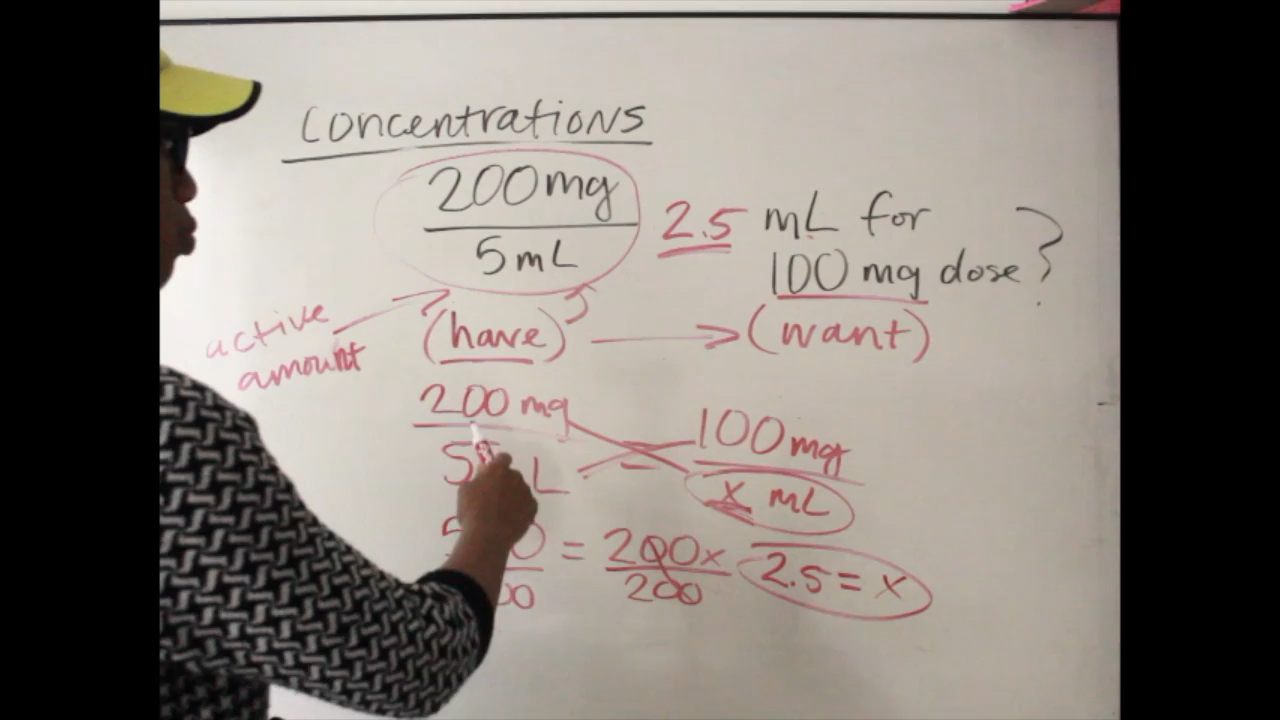 concentrations
200mg
5mL
2.5 mL for
100 mg dose ?
active
amount
(have)
(want)
200 mg
L
100 mg
x mL
= 200x
200
2.5 = x